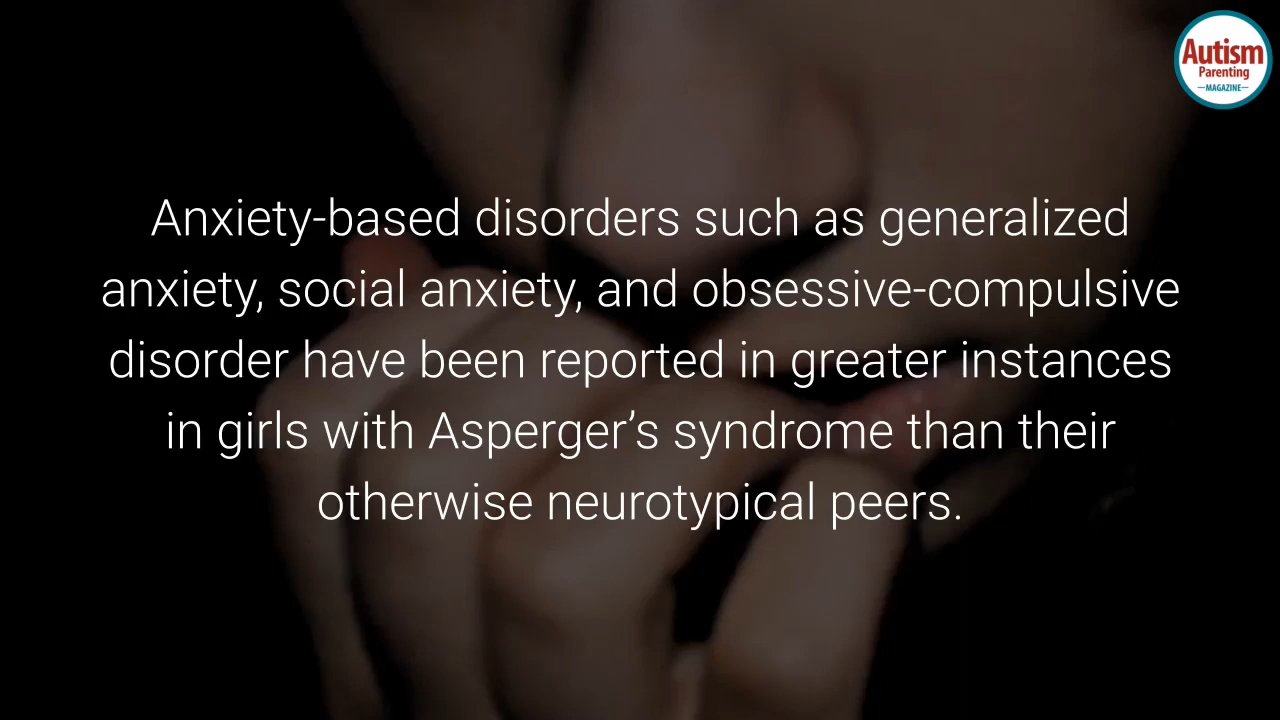 Autism
Parenting
MAGAZINE
Anxiety-based disorders such as generalized
anxiety, social anxiety, and obsessive-compulsive
disorder have been reported in greater instances
in girls with Asperger’s syndrome than their
otherwise neurotypical peers.